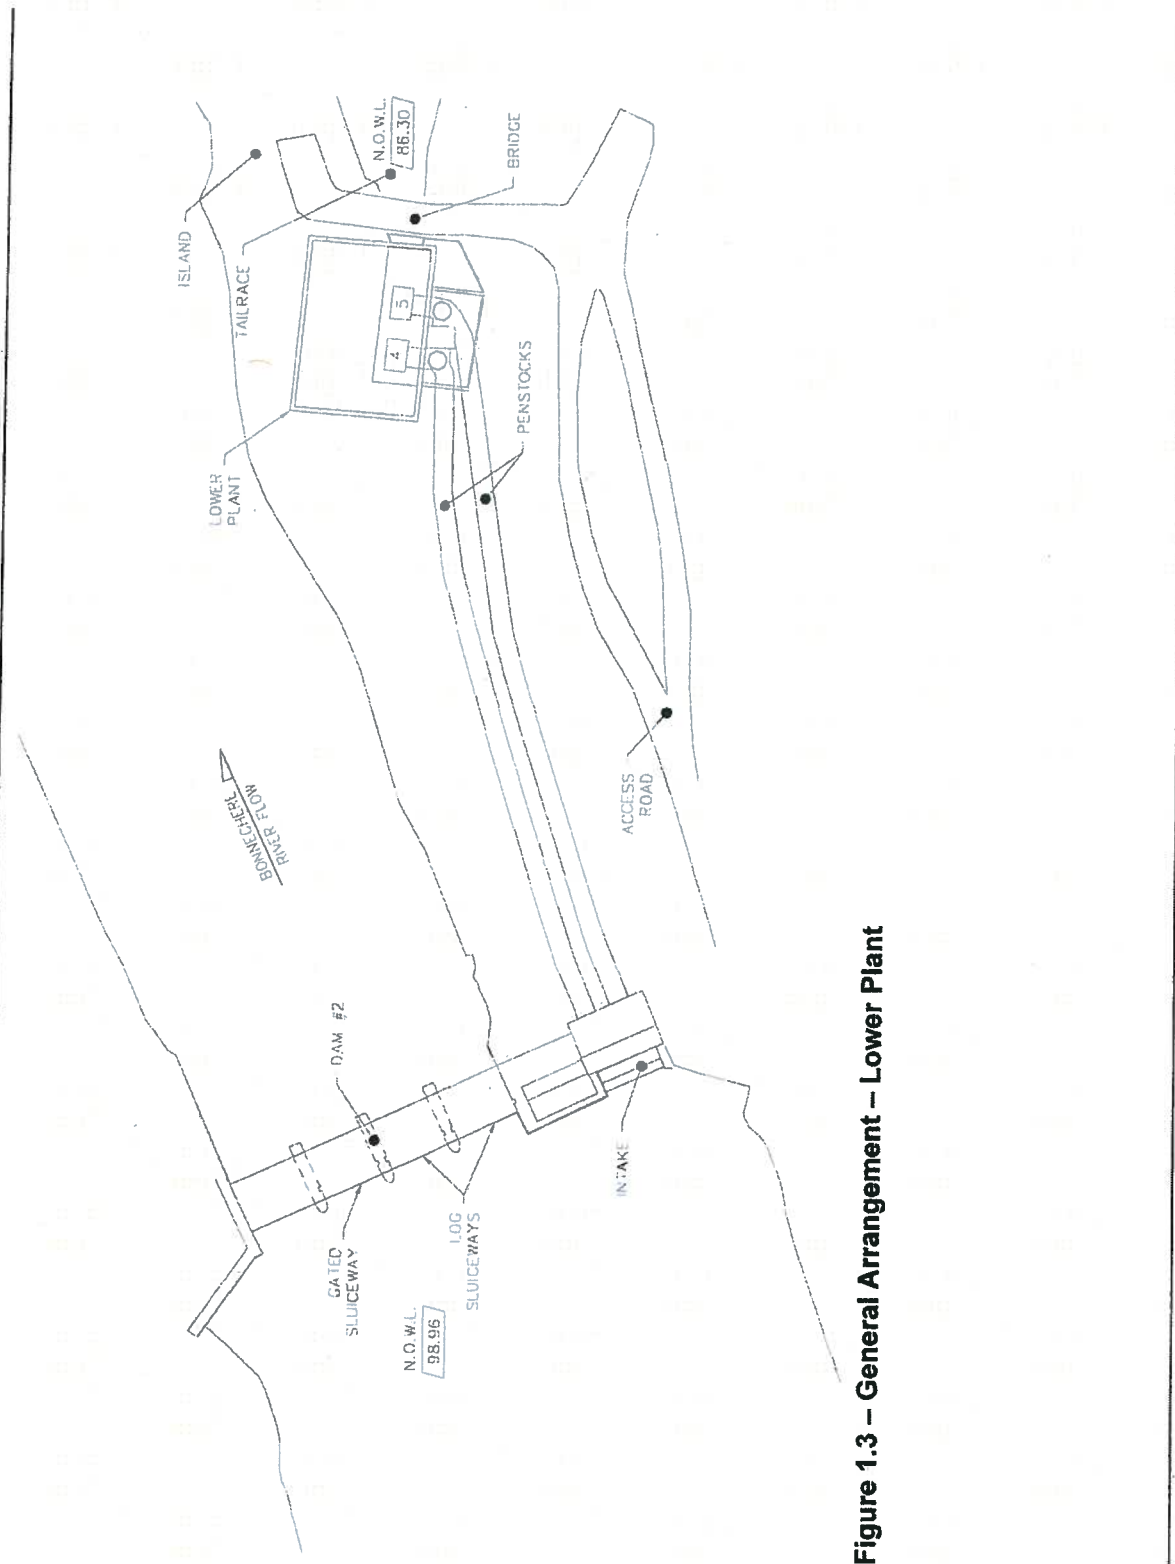 ISLAND
TAILRACE
N.O.W.L.
86.30
BRIDGE
LOWER
PLANT
4
5
PENSTOCKS
BONNECHERE
RIVER FLOW
ACCESS
ROAD
DAM #2
GATED
SLUICEWAY
LOG
SLUICEWAYS
INTAKE
N.O.W.L.
98.96
Figure 1.3 – General Arrangement – Lower Plant